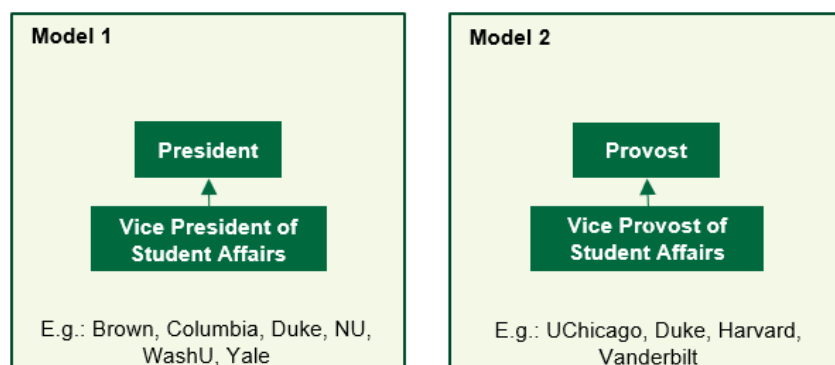 Model 1
President
Vice President of
Student Affairs
E.g.: Brown, Columbia, Duke, NU,
WashU, Yale
Model 2
Provost
Vice Provost of
Student Affairs
E.g.: UChicago, Duke, Harvard,
Vanderbilt